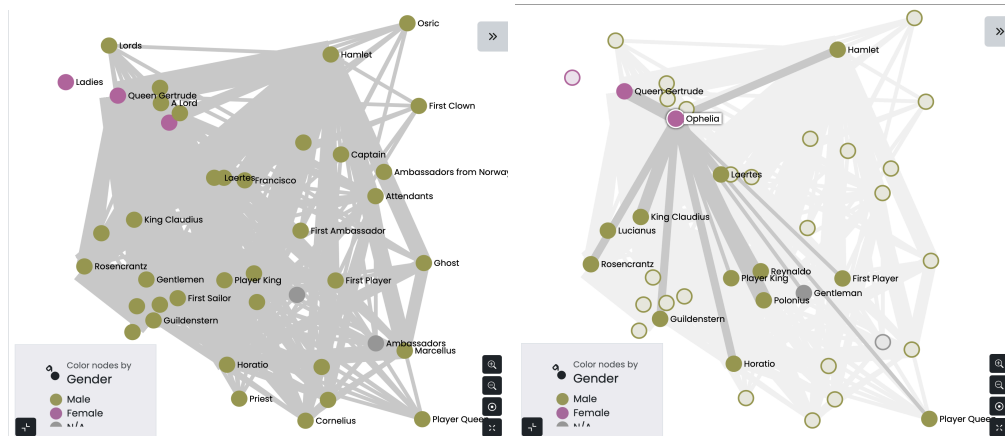 Osric
Lords
Hamlet
Ladies
Queen Gertrude
A Lord
First Clown
Captain
Ambassadors from Norway
Laertes
Francisco
Attendants
King Claudius
First Ambassador
Ghost
Rosencrantz
Gentlemen
Player King
First Player
First Sailor
Guildenstern
Ambassadors
Marcellus
Horatio
Priest
Cornelius
Player Queen
Color nodes by
Gender
Male
Female
N/A
Hamlet
Queen Gertrude
Ophelia
Laertes
King Claudius
Lucianus
Rosencrantz
Reynaldo
Player King
First Player
Gentleman
Polonius
Guildenstern
Horatio
Player Queen
Color nodes by
Gender
Male
Female
N/A